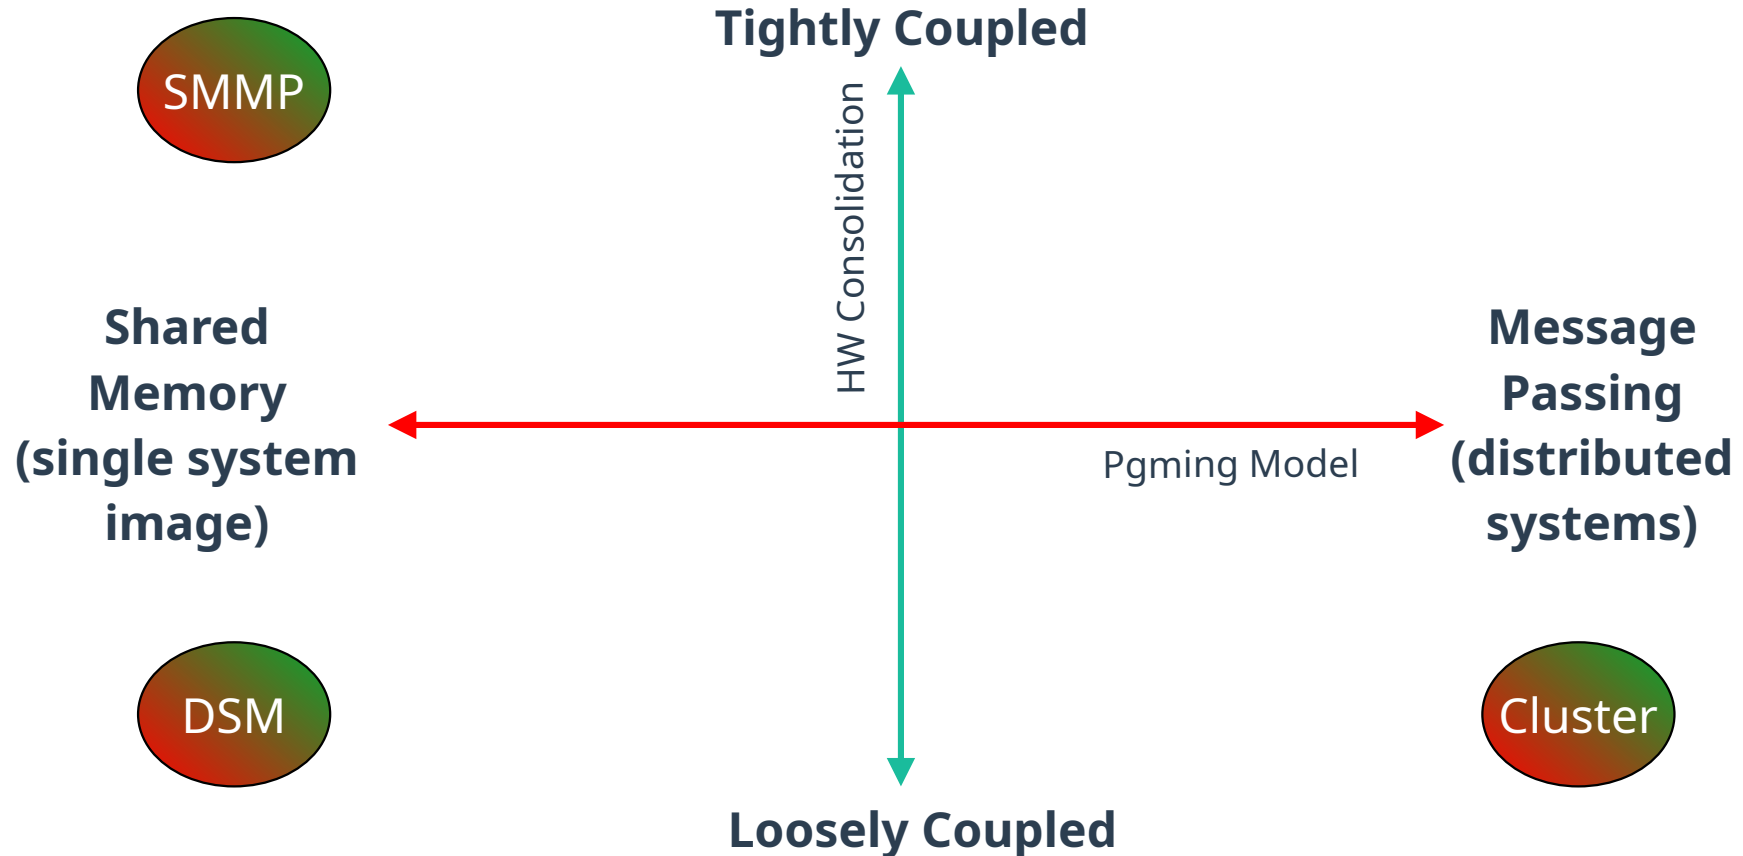 Tightly Coupled
SMMP
HW Consolidation
Shared
Memory
(single system
image)
Message
Passing
(distributed
systems)
Pgming Model
DSM
Cluster
Loosely Coupled